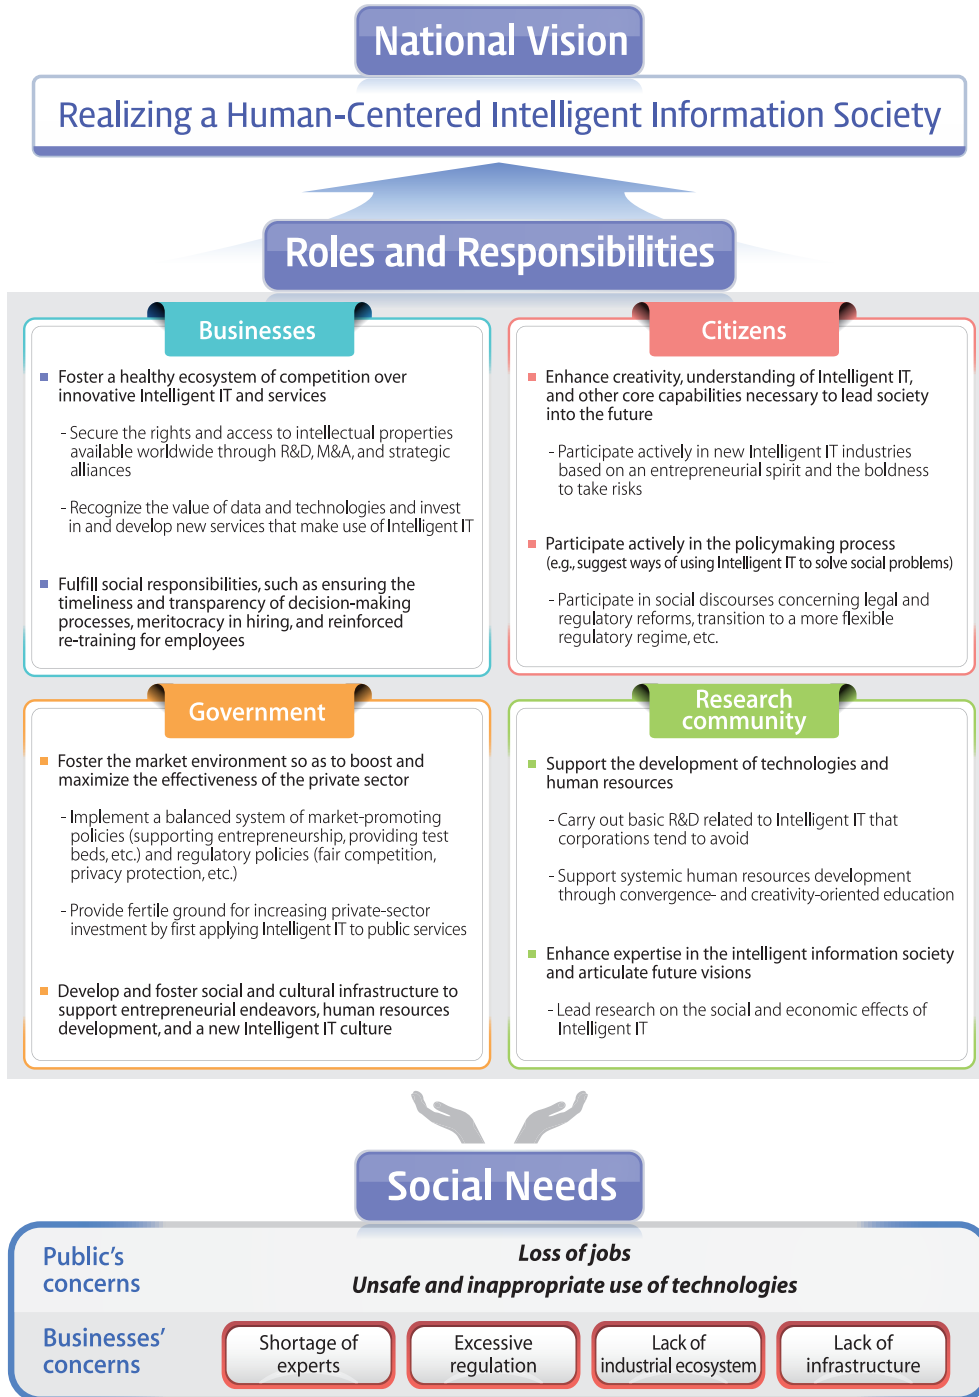 National Vision
Realizing a Human-Centered Intelligent Information Society
Roles and Responsibilities
Businesses
■ Foster a healthy ecosystem of competition over
innovative Intelligent IT and services
- Secure the rights and access to intellectual properties
available worldwide through R&D, M&A, and strategic
alliances
- Recognize the value of data and technologies and invest
in and develop new services that make use of Intelligent IT
■ Fulfill social responsibilities, such as ensuring the
timeliness and transparency of decision-making
processes, meritocracy in hiring, and reinforced
re-training for employees
Citizens
■ Enhance creativity, understanding of Intelligent IT,
and other core capabilities necessary to lead society
into the future
- Participate actively in new Intelligent IT industries
based on an entrepreneurial spirit and the boldness
to take risks
■ Participate actively in the policymaking process
(e.g., suggest ways of using Intelligent IT to solve social problems)
- Participate in social discourses concerning legal and
regulatory reforms, transition to a more flexible
regulatory regime, etc.
Government
■ Foster the market environment so as to boost and
maximize the effectiveness of the private sector
- Implement a balanced system of market-promoting
policies (supporting entrepreneurship, providing test
beds, etc.) and regulatory policies (fair competition,
privacy protection, etc.)
- Provide fertile ground for increasing private-sector
investment by first applying Intelligent IT to public services
■ Develop and foster social and cultural infrastructure to
support entrepreneurial endeavors, human resources
development, and a new Intelligent IT culture
Research
community
■ Support the development of technologies and
human resources
- Carry out basic R&D related to Intelligent IT that
corporations tend to avoid
- Support systemic human resources development
through convergence- and creativity-oriented education
■ Enhance expertise in the intelligent information society
and articulate future visions
- Lead research on the social and economic effects of
Intelligent IT
Social Needs
Public's
concerns
Loss of jobs
Unsafe and inappropriate use of technologies
Businesses'
concerns
Shortage of
experts
Excessive
regulation
Lack of
industrial ecosystem
Lack of
infrastructure